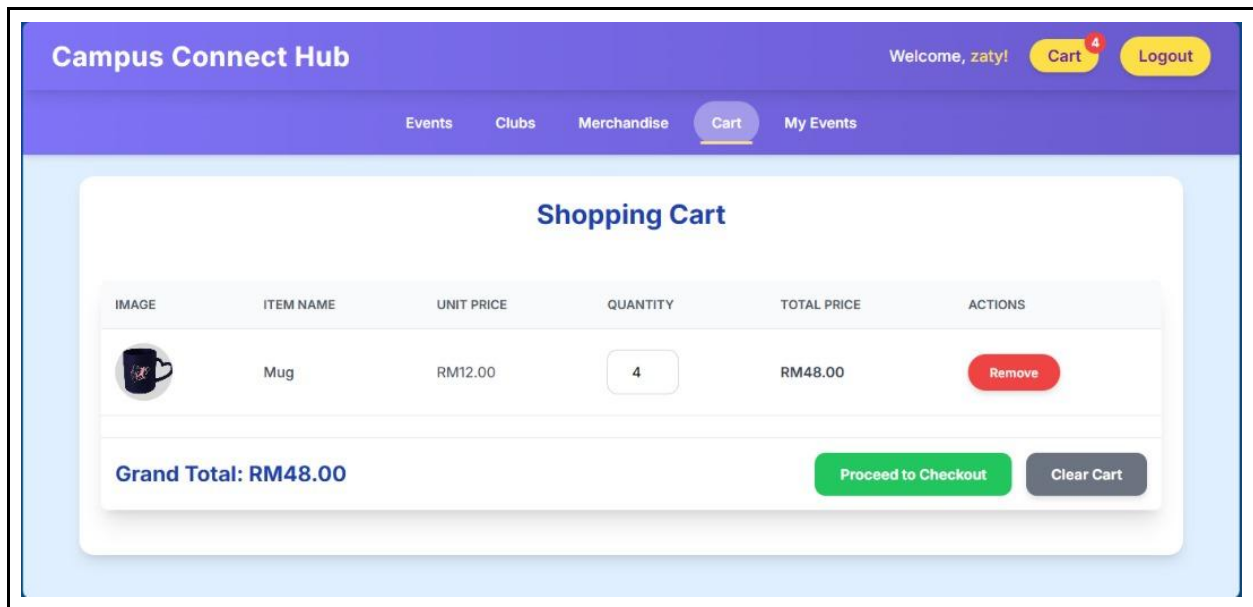 Campus Connect Hub
Welcome, zaty! Cart 4 Logout
Events Clubs Merchandise Cart My Events
Shopping Cart
IMAGE ITEM NAME UNIT PRICE QUANTITY TOTAL PRICE ACTIONS
Mug RM12.00 4 RM48.00 Remove
Grand Total: RM48.00 Proceed to Checkout Clear Cart